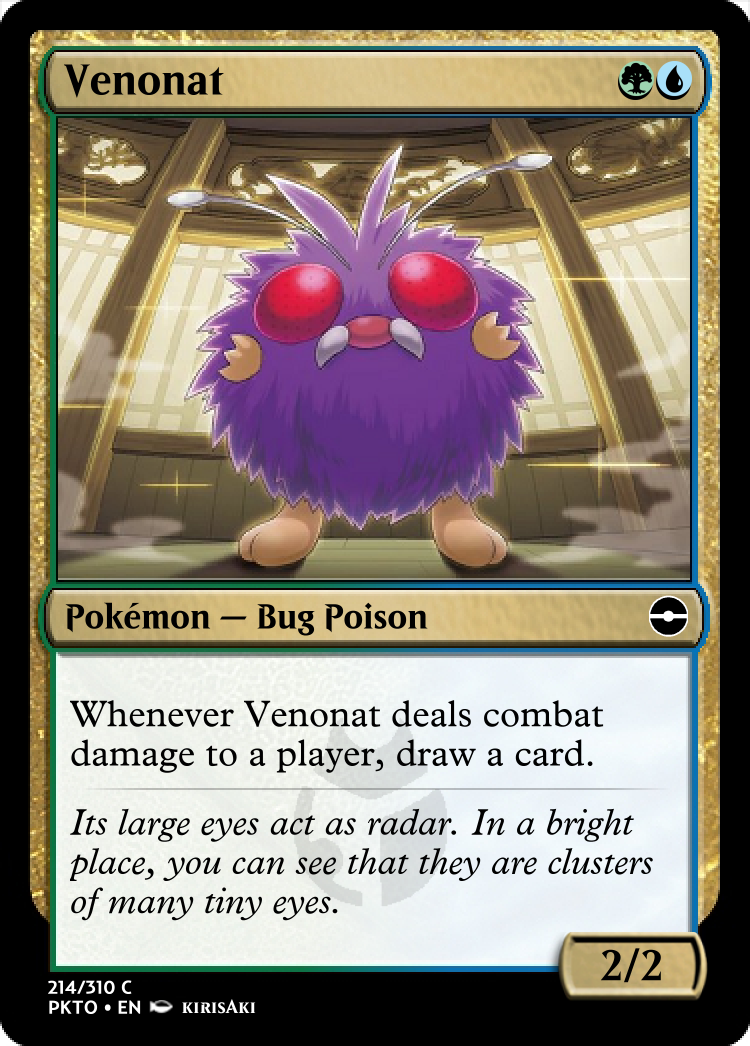 Venonat
Pokémon — Bug Poison
Whenever Venonat deals combat
damage to a player, draw a card.
Its large eyes act as radar. In a bright
place, you can see that they are clusters
of many tiny eyes.
2/2
214/310 C
PKTO • EN KIRISAKI